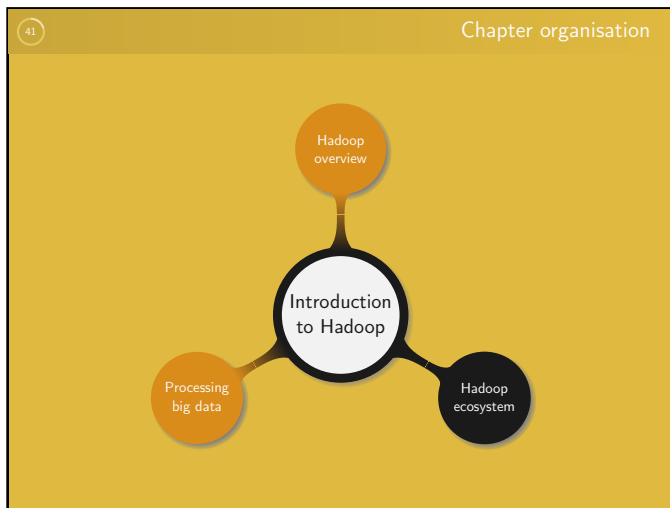 41
Chapter organisation
Hadoop
overview
Introduction
to Hadoop
Processing
big data
Hadoop
ecosystem